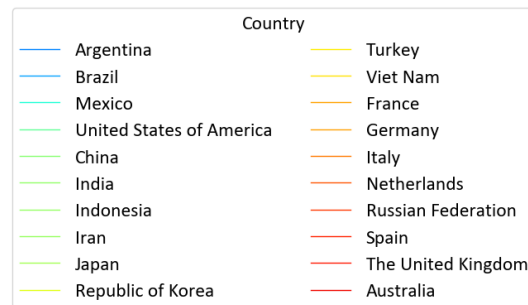 Country
Argentina
Brazil
Mexico
United States of America
China
India
Indonesia
Iran
Japan
Republic of Korea
Turkey
Viet Nam
France
Germany
Italy
Netherlands
Russian Federation
Spain
The United Kingdom
Australia